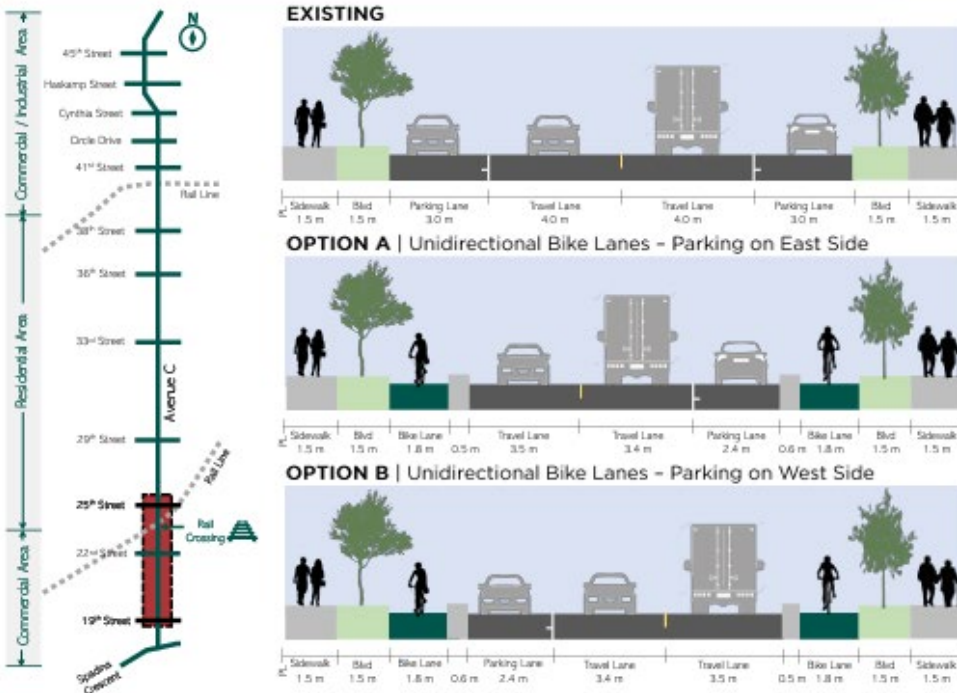 Commercial / Industrial Area
Residential Area
Commercial Area
N
45th Street
Haskamp Street
Cynthia Street
Circle Drive
41st Street
Rail Line
38th Street
36th Street
33rd Street
Avenue C
29th Street
Rail Line
25th Street
Rail
Crossing
22nd Street
19th Street
Spadina
Crescent
EXISTING
PL Sidewalk Blvd Parking Lane Travel Lane Travel Lane Parking Lane Blvd Sidewalk
1.5 m 1.5 m 3.0 m 4.0 m 4.0 m 3.0 m 1.5 m 1.5 m
OPTION A | Unidirectional Bike Lanes – Parking on East Side
PL Sidewalk Blvd Bike Lane Travel Lane Travel Lane Parking Lane Bike Lane Blvd Sidewalk
1.5 m 1.5 m 1.8 m 0.5 m 3.5 m 3.4 m 2.4 m 0.6 m 1.8 m 1.5 m 1.5 m
OPTION B | Unidirectional Bike Lanes – Parking on West Side
PL Sidewalk Blvd Bike Lane Parking Lane Travel Lane Travel Lane Bike Lane Blvd Sidewalk
1.5 m 1.5 m 1.8 m 0.6 m 2.4 m 3.4 m 3.5 m 0.5 m 1.8 m 1.5 m 1.5 m